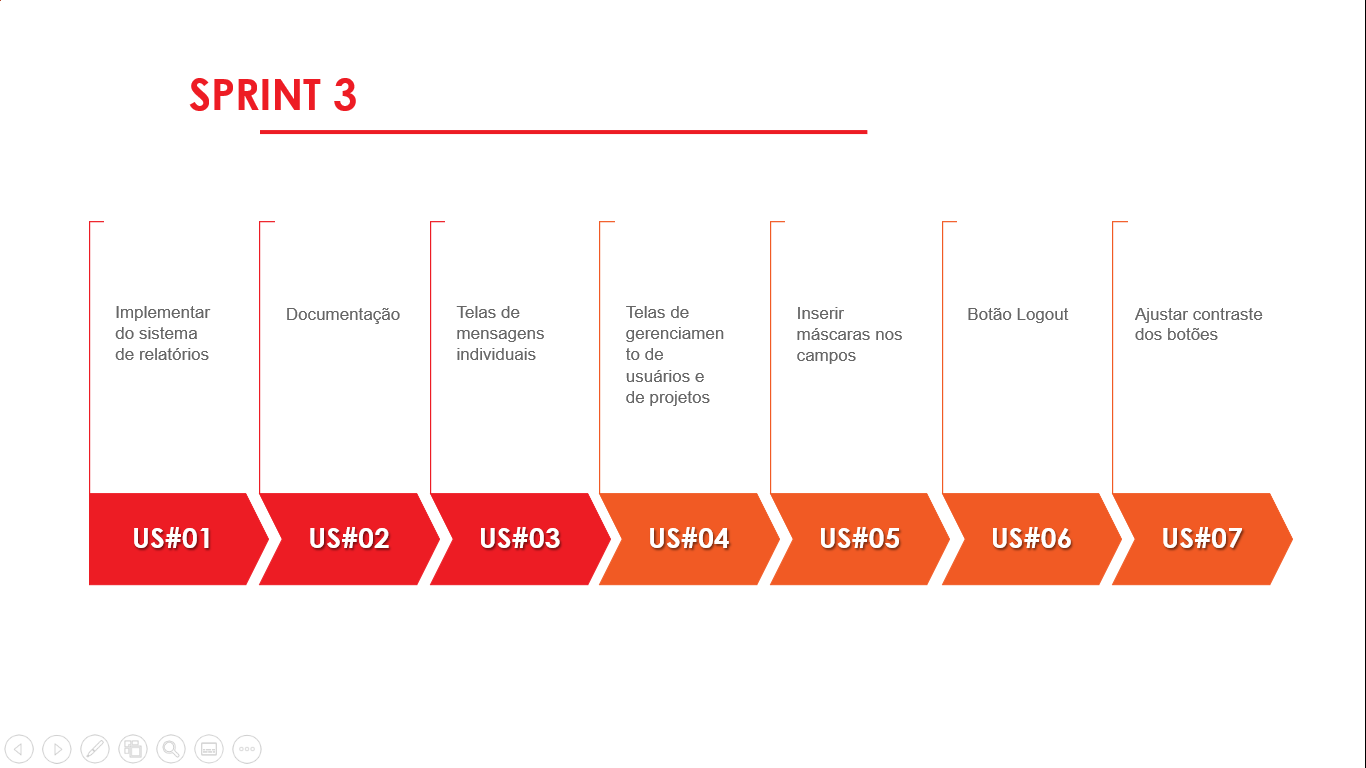 SPRINT 3
Implementar
do sistema
de relatórios
Documentação
Telas de
mensagens
individuais
Telas de
gerenciamen
to de
usuários e
de projetos
Inserir
máscaras nos
campos
Botão Logout
Ajustar contraste
dos botões
US#01
US#02
US#03
US#04
US#05
US#06
US#07